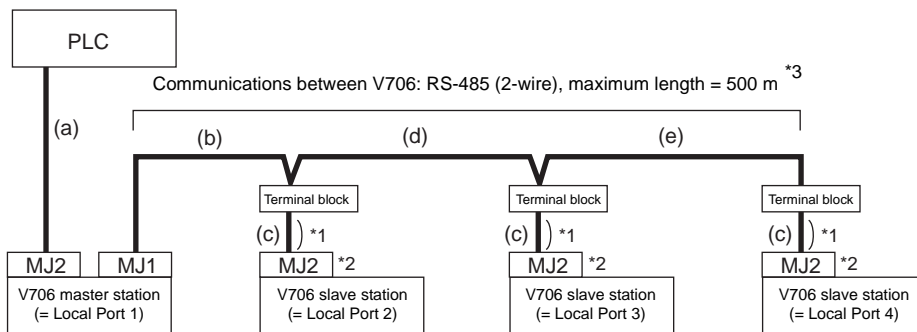 PLC
Communications between V706: RS-485 (2-wire), maximum length = 500 m *3
(a)
(b)
(d)
(e)
Terminal block
Terminal block
Terminal block
(c)
*1
(c)
*1
(c)
*1
MJ2
MJ1
MJ2
*2
MJ2
*2
MJ2
*2
V706 master station
(= Local Port 1)
V706 slave station
(= Local Port 2)
V706 slave station
(= Local Port 3)
V706 slave station
(= Local Port 4)